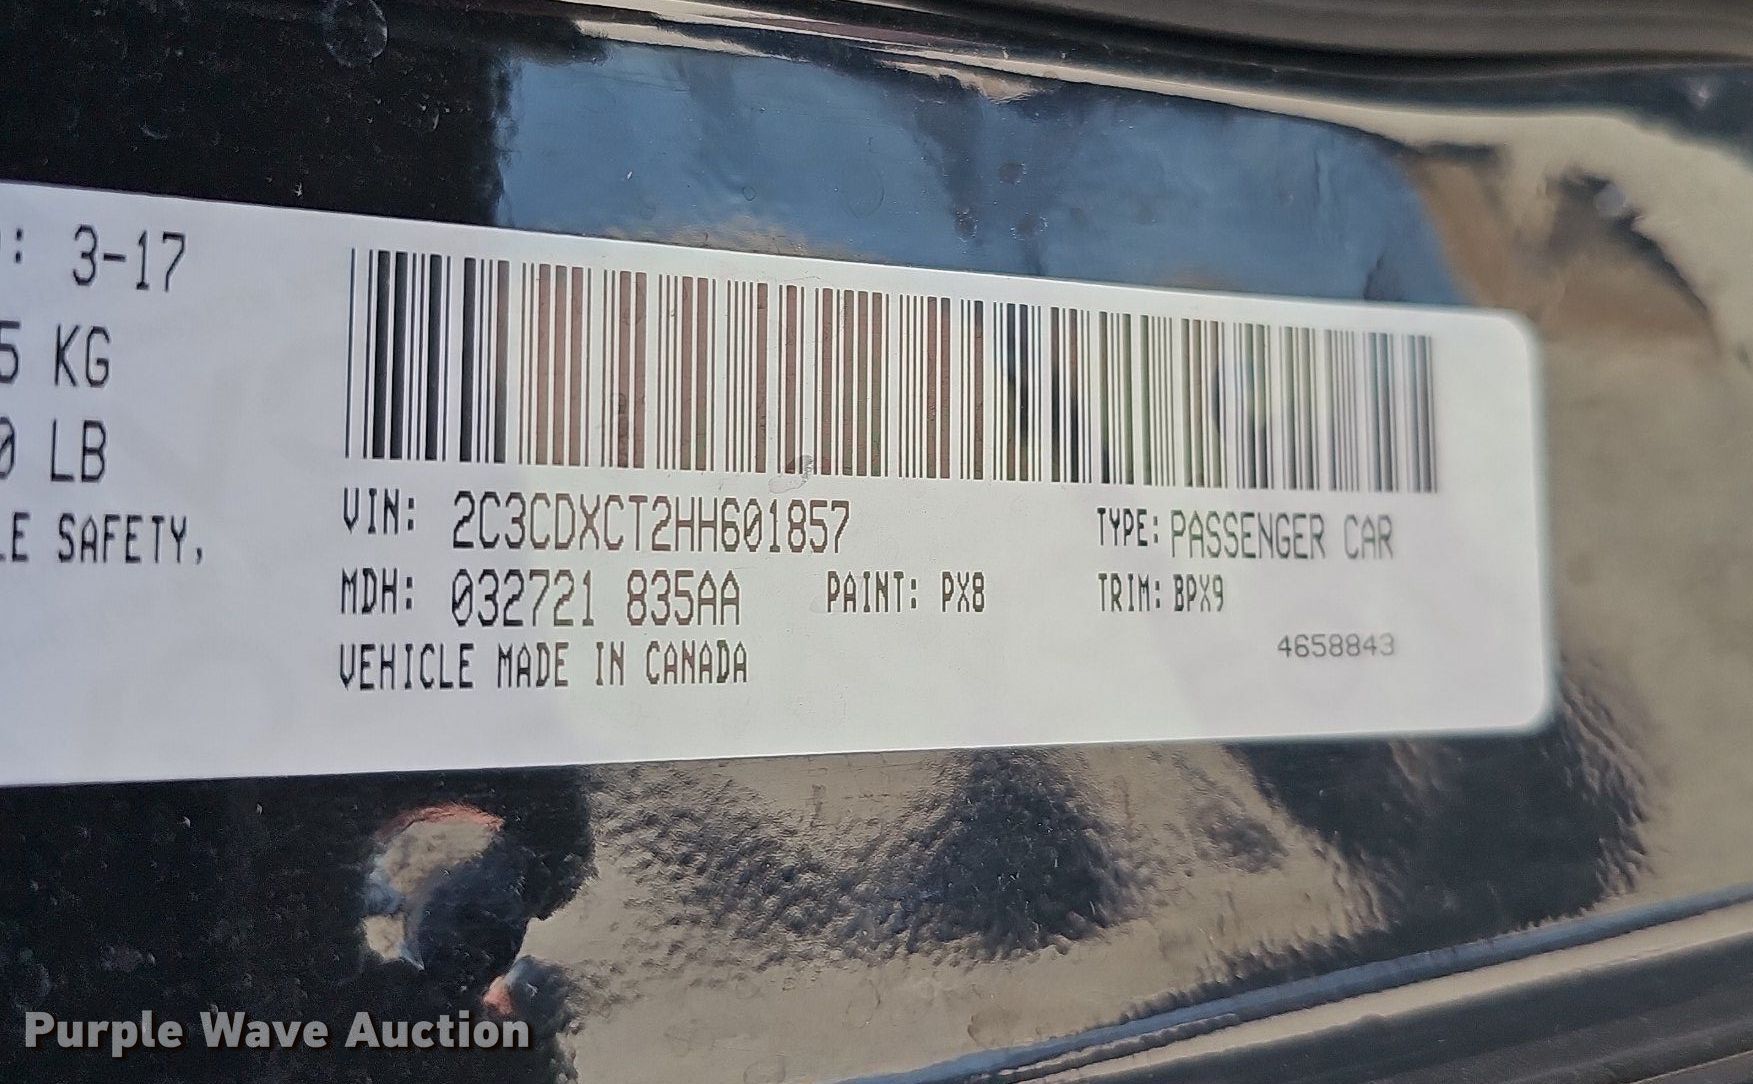 : 3-17
5 KG
0 LB
LE SAFETY,
VIN: 2C3CDXCT2HH601857
TYPE: PASSENGER CAR
MDH: 032721 835AA
PAINT: PX8
TRIM: BPX9
VEHICLE MADE IN CANADA
4658843
Purple Wave Auction